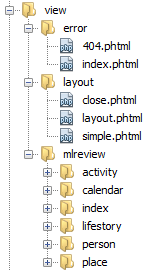 view
error
404.phtml
index.phtml
layout
close.phtml
layout.phtml
simple.phtml
mlreview
activity
calendar
index
lifestory
person
place